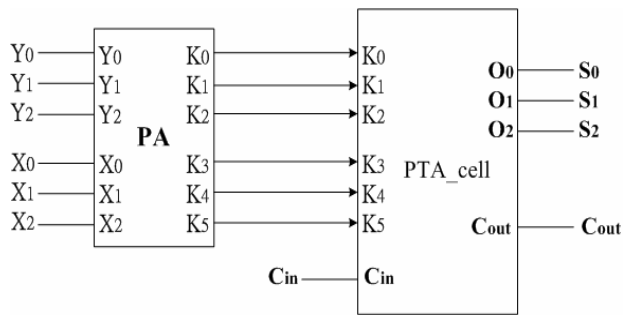 Y0 Y0 K0 K0
O0 S0
Y1 Y1 K1 K1
O1 S1
Y2 Y2 K2 K2
O2 S2
PA
X0 X0 K3 K3
PTA_cell
X1 X1 K4 K4
X2 X2 K5 K5
Cout Cout
Cin Cin